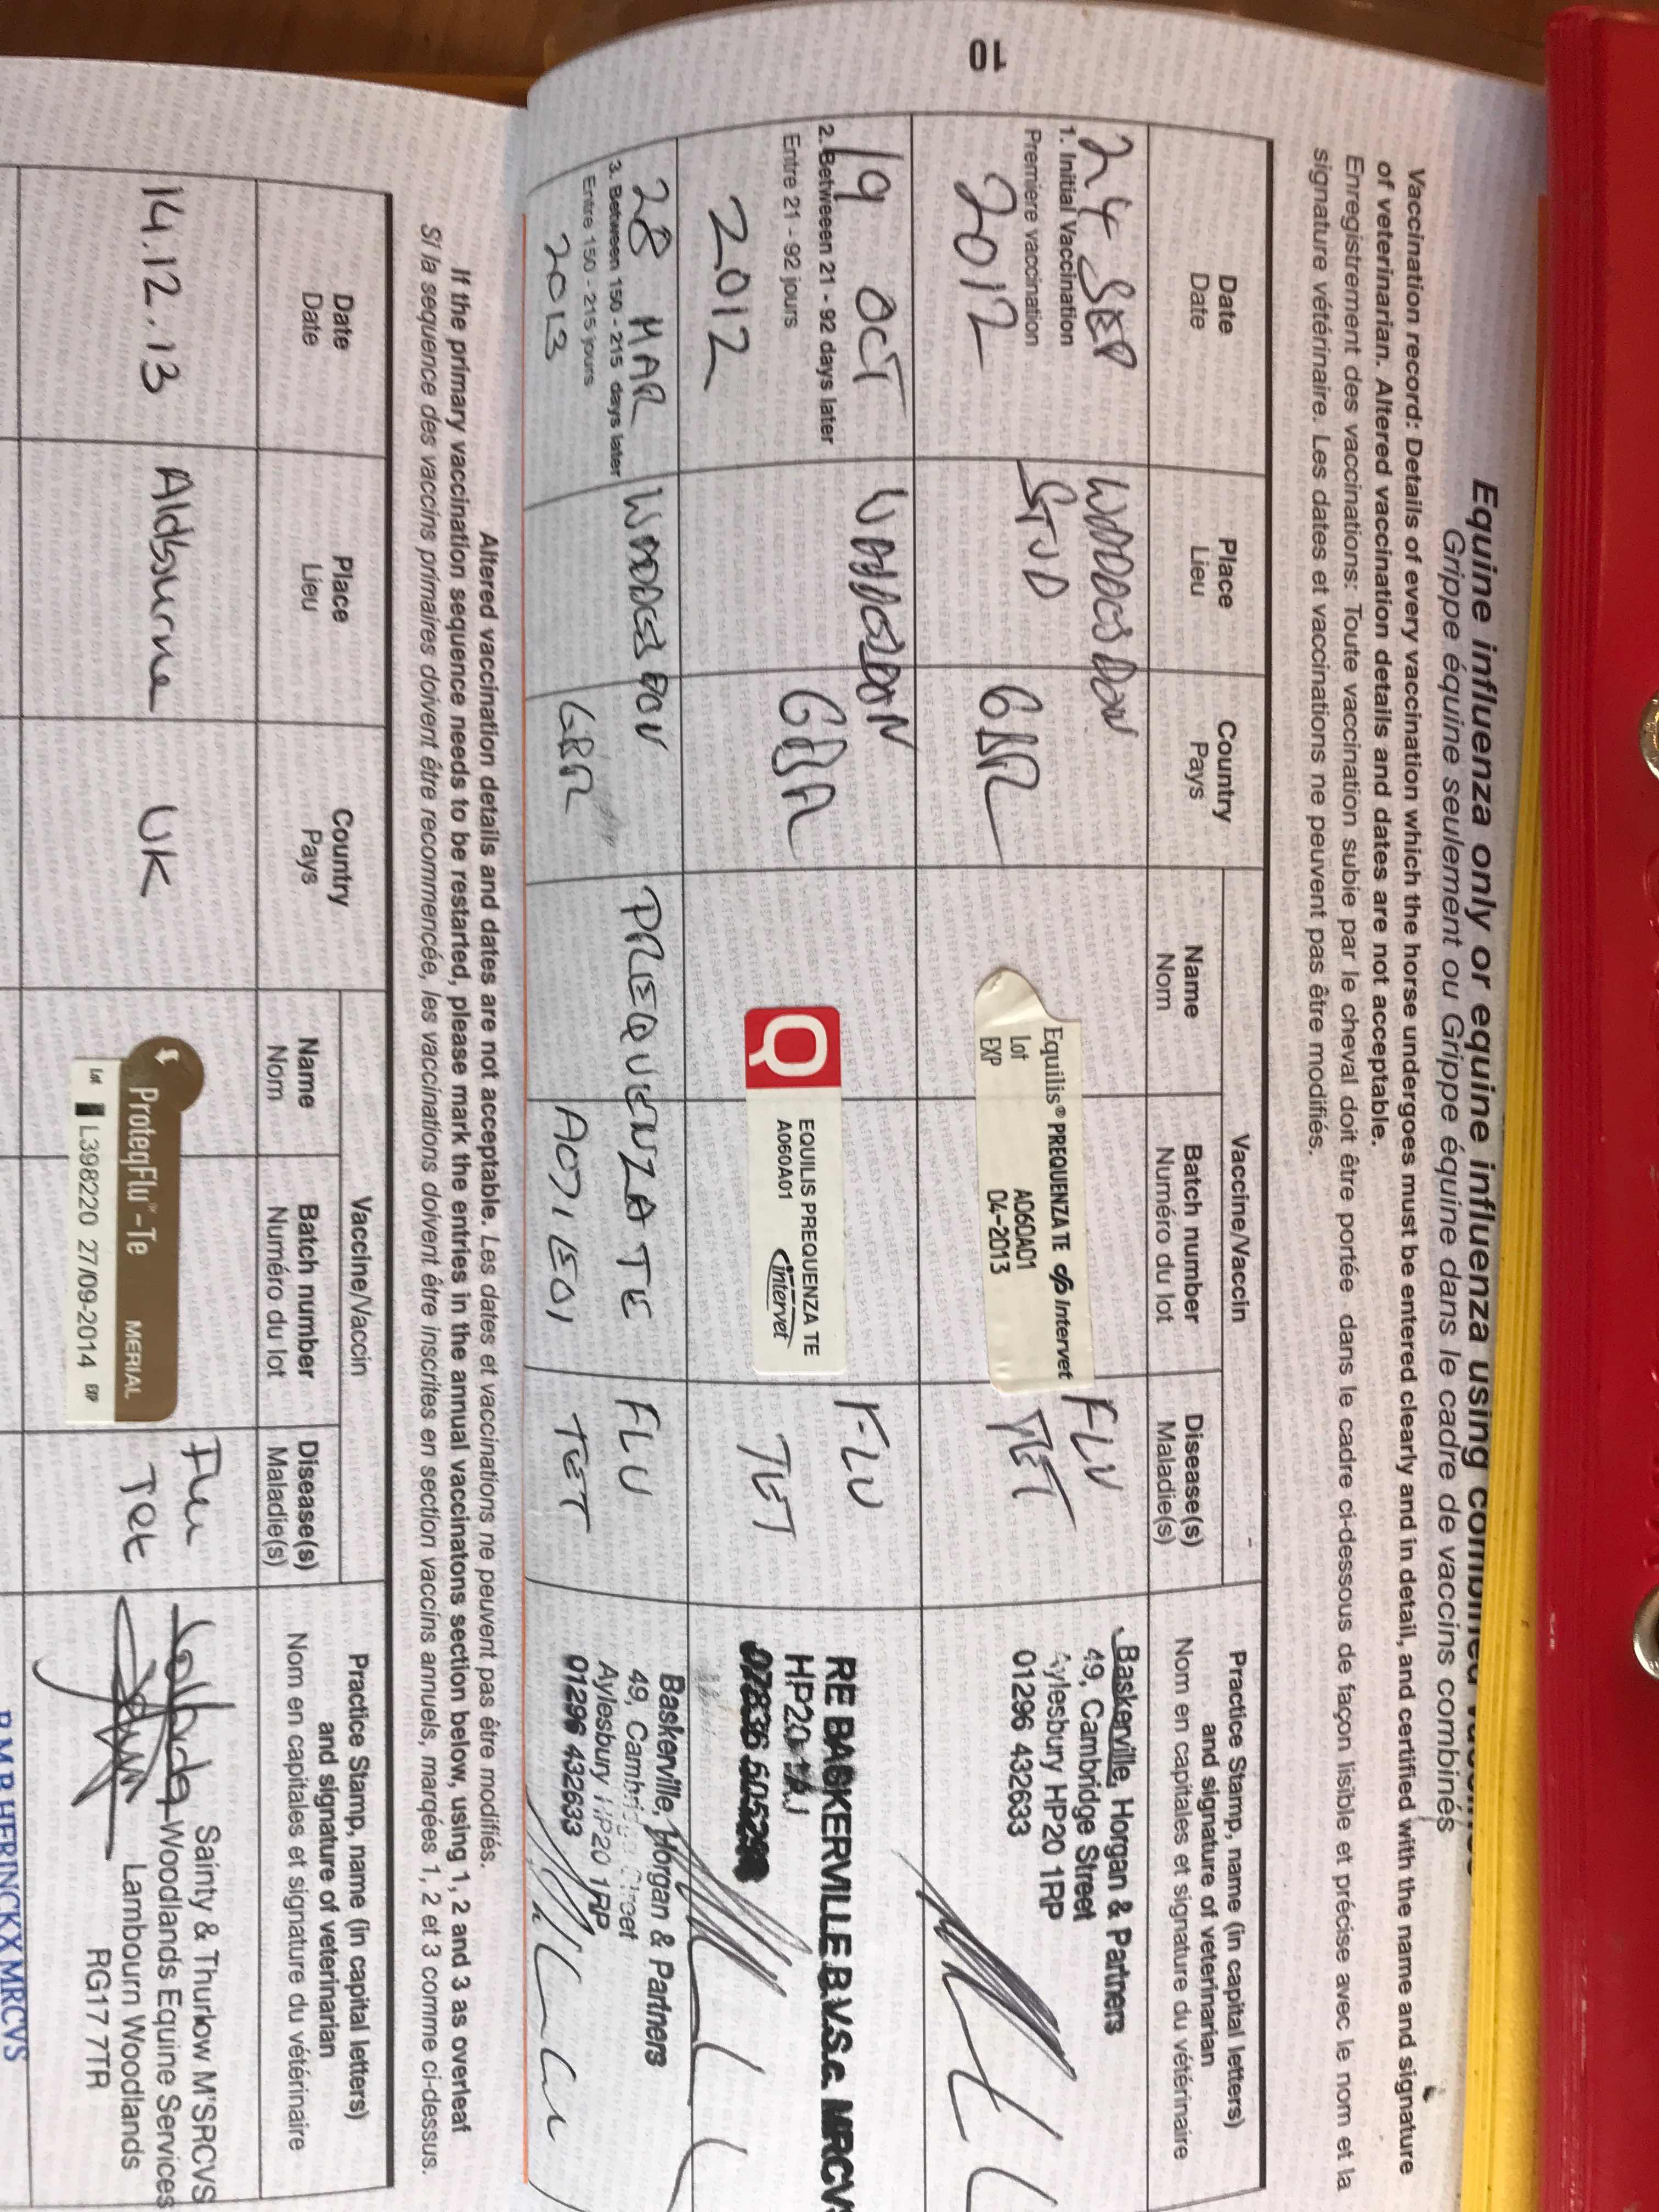 Equine influenza only or equine influenza using combined vaccines
Grippe équine seulement ou Grippe équine dans le cadre de vaccins combinés
Vaccination record: Details of every vaccination which the horse undergoes must be entered clearly and in detail, and certified with the name and signature
of veterinarian. Altered vaccination details and dates are not acceptable.
Enregistrement des vaccinations: Toute vaccination subie par le cheval doit être portée dans le cadre ci-dessous de façon lisible et précise avec le nom et la
signature vétérinaire. Les dates et vaccinations ne peuvent pas être modifiés.
Date
Date
Place
Lieu
Country
Pays
Vaccine/Vaccin
Name
Nom
Batch number
Numéro du lot
Disease(s)
Maladie(s)
Practice Stamp, name (in capital letters)
and signature of veterinarian
Nom en capitales et signature du vétérinaire
24 SEP
1. Initial Vaccination
Premiere vaccination
2012
WADDESDON
STUD
GBR
Equilis® PREQUENZA TE Intervet
Lot A060A01
EXP 04-2013
FLU
TET
Baskerville, Horgan & Partners
49, Cambridge Street
Aylesbury HP20 1RP
01296 432633
19 OCT
2. Betweeen 21 - 92 days later
Entre 21 - 92 jours
2012
WADDESDON
GBR
EQUILIS PREQUENZA TE
A060A01
Intervet
FLU
TET
RE BASKERVILLE B.V.S.c. MRCVS
HP20
28 MAR
3. Between 150 - 215 days later
Entre 150 - 215 jours
2013
WADDESDON
GBR
PREQUENZA TE
A071E01
FLU
TET
Baskerville, Horgan & Partners
49, Cambridge Street
Aylesbury HP20 1RP
01296 432633
10
Altered vaccination details and dates are not acceptable. Les dates et vaccinations ne peuvent pas être modifiés.
If the primary vaccination sequence needs to be restarted, please mark the entries in the annual vaccinatons section below, using 1, 2 and 3 as overleaf
Si la sequence des vaccins primaires doivent être recommencée, les vaccinations doivent être inscrites en section vaccins annuels, marqées 1, 2 et 3 comme ci-dessus.
Date
Date
Place
Lieu
Country
Pays
Vaccine/Vaccin
Name
Nom
Batch number
Numéro du lot
Disease(s)
Maladie(s)
Practice Stamp, name (in capital letters)
and signature of veterinarian
Nom en capitales et signature du vétérinaire
14.12.13
Aldbourne
UK
ProteqFlu™-Te MERIAL
Lot L398220 27/09-2014 EXP
Flu
Tet
Sainty & Thurlow M'SRCVS
Woodlands Equine Services
Lambourn Woodlands
RG17 7TR
HERINCKX MRCVS